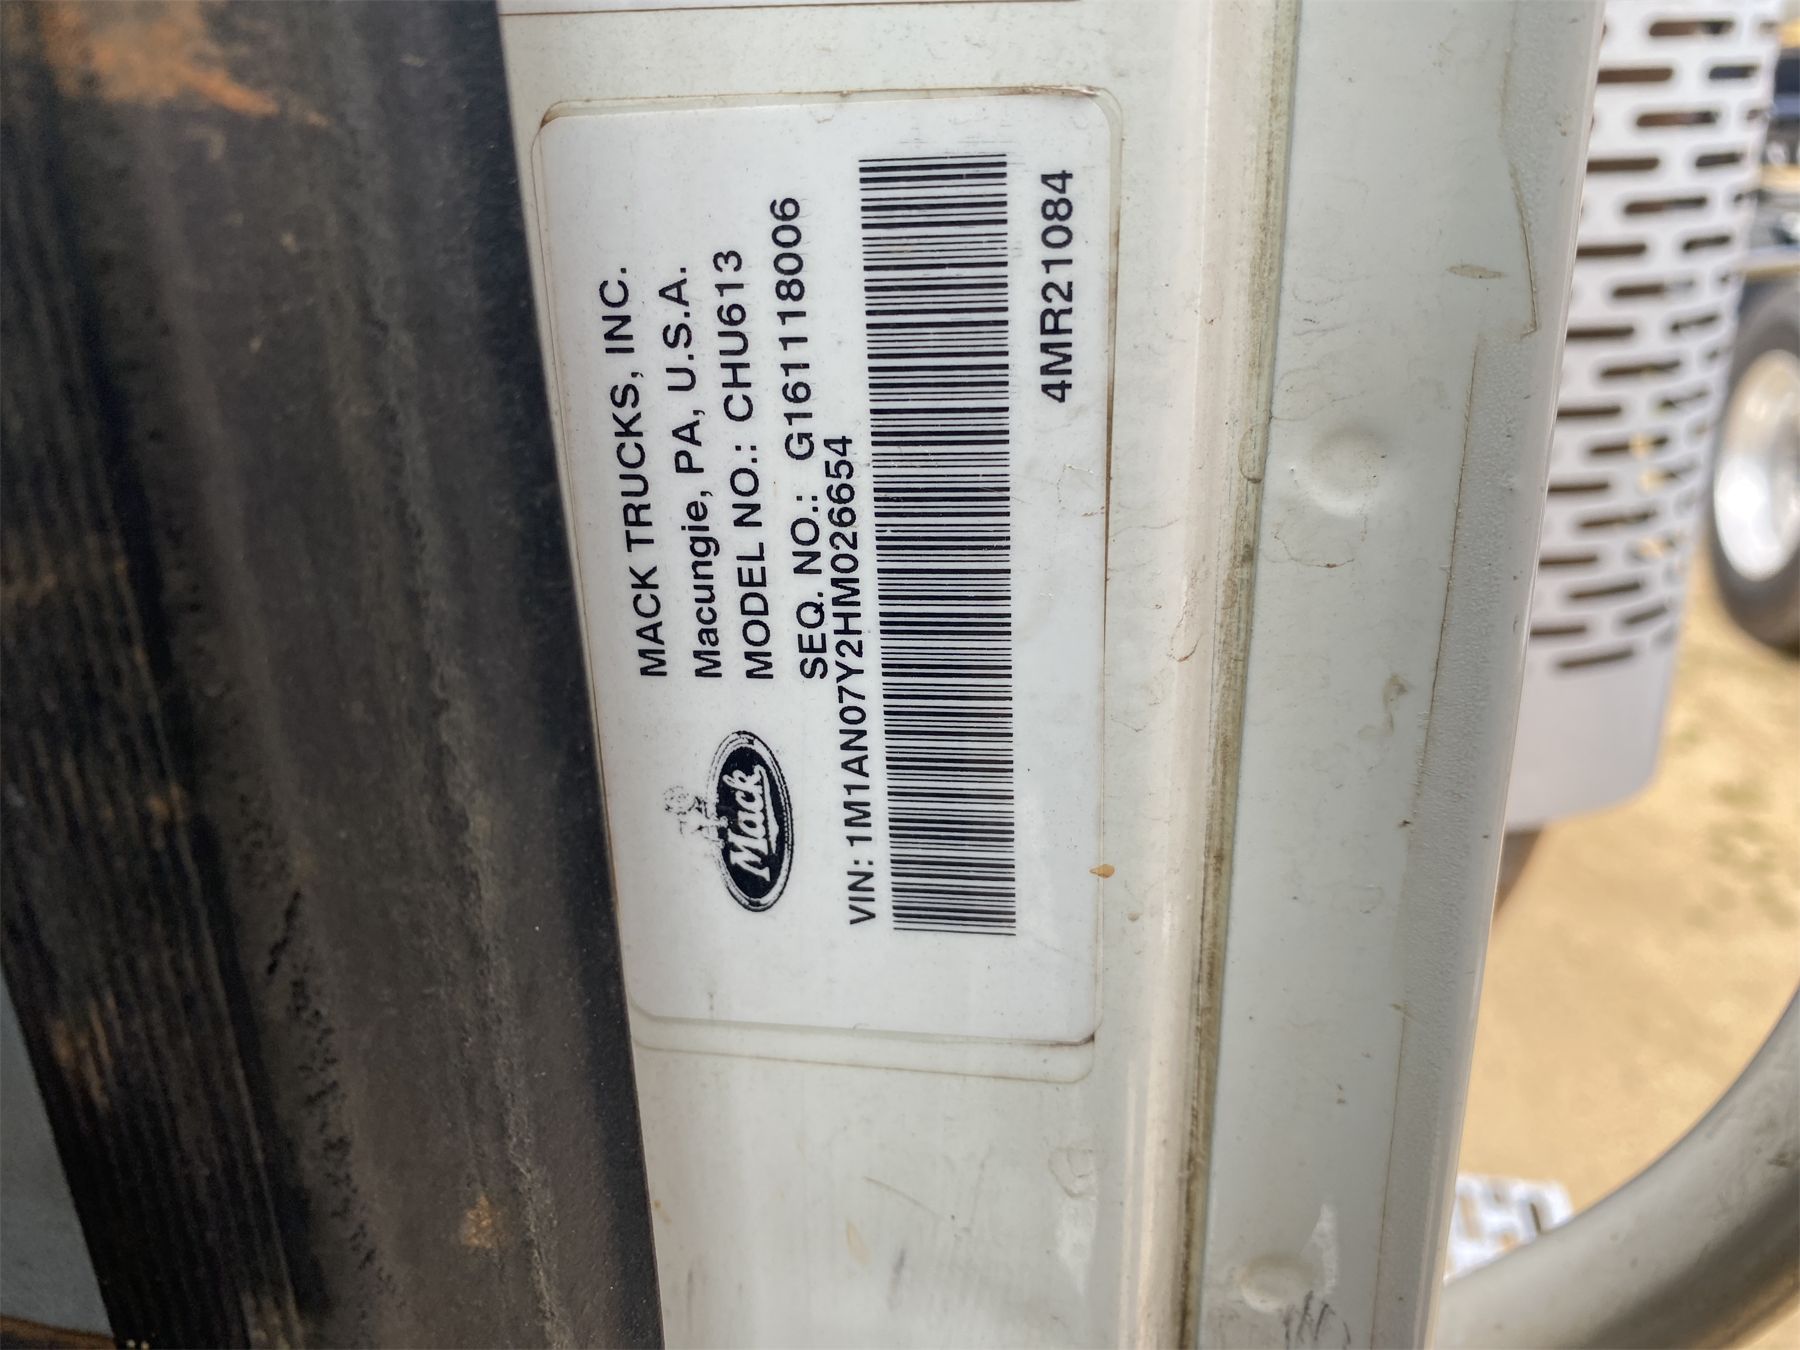 MACK TRUCKS, INC.
Macungie, PA, U.S.A.
MODEL NO.: CHU613
SEQ. NO.: G161118006
Mack
VIN: 1M1AN07Y2HM026654
4MR21084